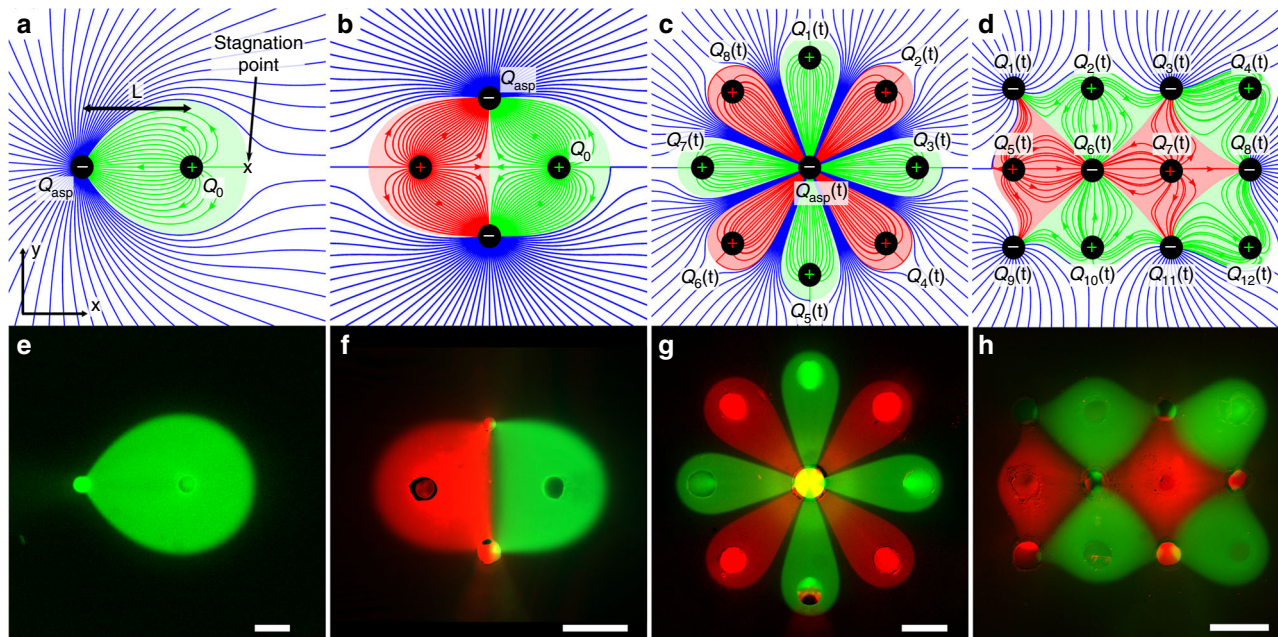 a
Stagnation
point
L
x
Q_asp
Q_0
y
x
b
Q_asp
Q_0
c
Q_1(t)
Q_8(t)
Q_2(t)
Q_7(t)
Q_3(t)
Q_asp(t)
Q_6(t)
Q_4(t)
Q_5(t)
d
Q_1(t) Q_2(t) Q_3(t) Q_4(t)
Q_5(t) Q_6(t) Q_7(t) Q_8(t)
Q_9(t) Q_10(t) Q_11(t) Q_12(t)
e
f
g
h